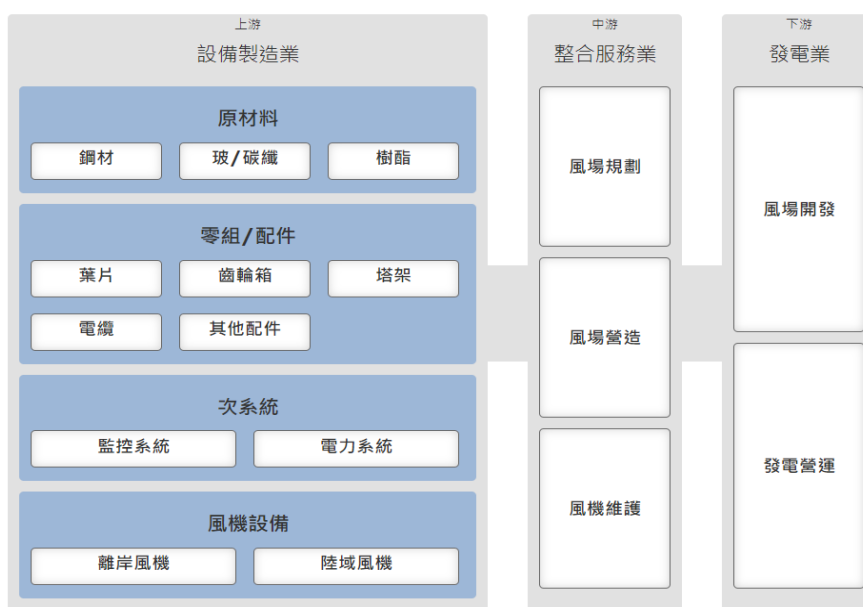 上游
設備製造業
原材料
鋼材
玻/碳纖
樹酯
零組/配件
葉片
齒輪箱
塔架
電纜
其他配件
次系統
監控系統
電力系統
風機設備
離岸風機
陸域風機
中游
整合服務業
風場規劃
風場營造
風機維護
下游
發電業
風場開發
發電營運